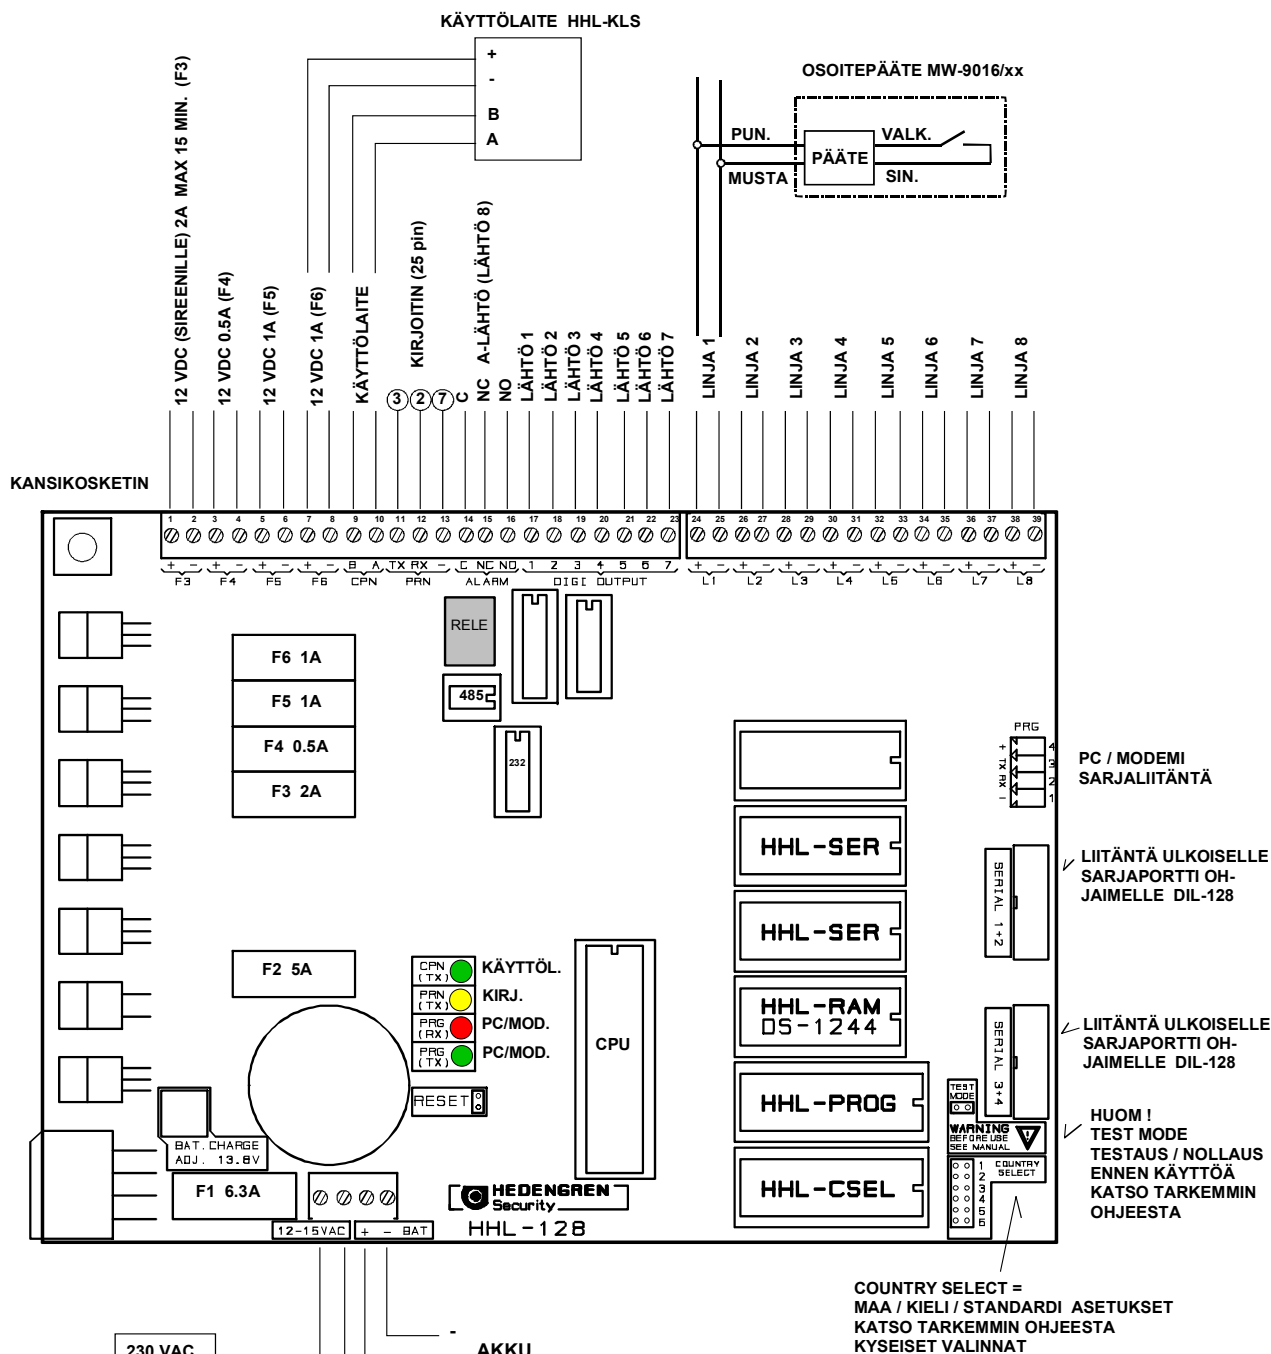 KÄYTTÖLAITE HHL-KLS
+
-
B
A
OSOITEPÄÄTE MW-9016/xx
PUN.
PÄÄTE
VALK.
MUSTA
SIN.
12 VDC (SIREENILLE) 2A MAX 15 MIN. (F3)
12 VDC 0.5A (F4)
12 VDC 1A (F5)
12 VDC 1A (F6)
KÄYTTÖLAITE
KIRJOITIN (25 pin)
3 2 7
C
NC A-LÄHTÖ (LÄHTÖ 8)
NO
LÄHTÖ 1
LÄHTÖ 2
LÄHTÖ 3
LÄHTÖ 4
LÄHTÖ 5
LÄHTÖ 6
LÄHTÖ 7
LINJA 1
LINJA 2
LINJA 3
LINJA 4
LINJA 5
LINJA 6
LINJA 7
LINJA 8
KANSIKOSKETIN
1 2 3 4 5 6 7 8 9 10 11 12 13 14 15 16 17 18 19 20 21 22 23 24 25 26 27 28 29 30 31 32 33 34 35 36 37 38 39
+ - + - + - + - B A TX RX - C NC NO 1 2 3 4 5 6 7 + - + - + - + - + - + - + - + -
F3 F4 F5 F6 CPN PRN ALARM DIGI OUTPUT L1 L2 L3 L4 L5 L6 L7 L8
RELE
F6 1A
F5 1A
F4 0.5A
F3 2A
485
232
PRG
+ TX RX -
4
3
2
1
PC / MODEMI
SARJALIITÄNTÄ
HHL-SER
SERIAL 1+2
LIITÄNTÄ ULKOISELLE
SARJAPORTTI OH-
JAIMELLE DIL-128
HHL-SER
F2 5A
CPN
(TX)
KÄYTTÖL.
PRN
(TX)
KIRJ.
PRG
(RX)
PC/MOD.
PRG
(TX)
PC/MOD.
RESET
CPU
HHL-RAM
DS-1244
SERIAL 3+4
LIITÄNTÄ ULKOISELLE
SARJAPORTTI OH-
JAIMELLE DIL-128
HHL-PROG
TEST
MODE
WARNING
BEFORE USE
SEE MANUAL
HUOM !
TEST MODE
TESTAUS / NOLLAUS
ENNEN KÄYTTÖÄ
KATSO TARKEMMIN
OHJEESTA
BAT.CHARGE
ADJ. 13.8V
F1 6.3A
HHL-CSEL
1
2
3
4
5
6
COUNTRY
SELECT
HEDENGREN
Security
12-15VAC
+ - BAT
HHL-128
COUNTRY SELECT =
MAA / KIELI / STANDARDI ASETUKSET
KATSO TARKEMMIN OHJEESTA
KYSEISET VALINNAT
-
AKKU
230 VAC